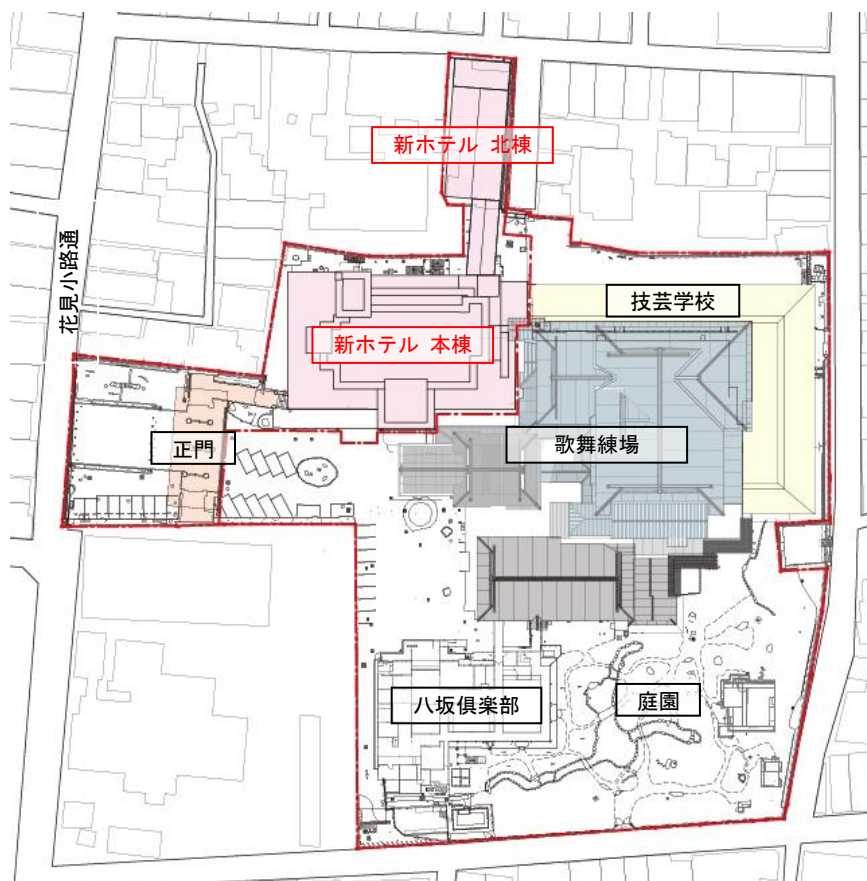 新ホテル 北棟
花見小路通
技芸学校
新ホテル 本棟
正門
歌舞練場
八坂倶楽部
庭園